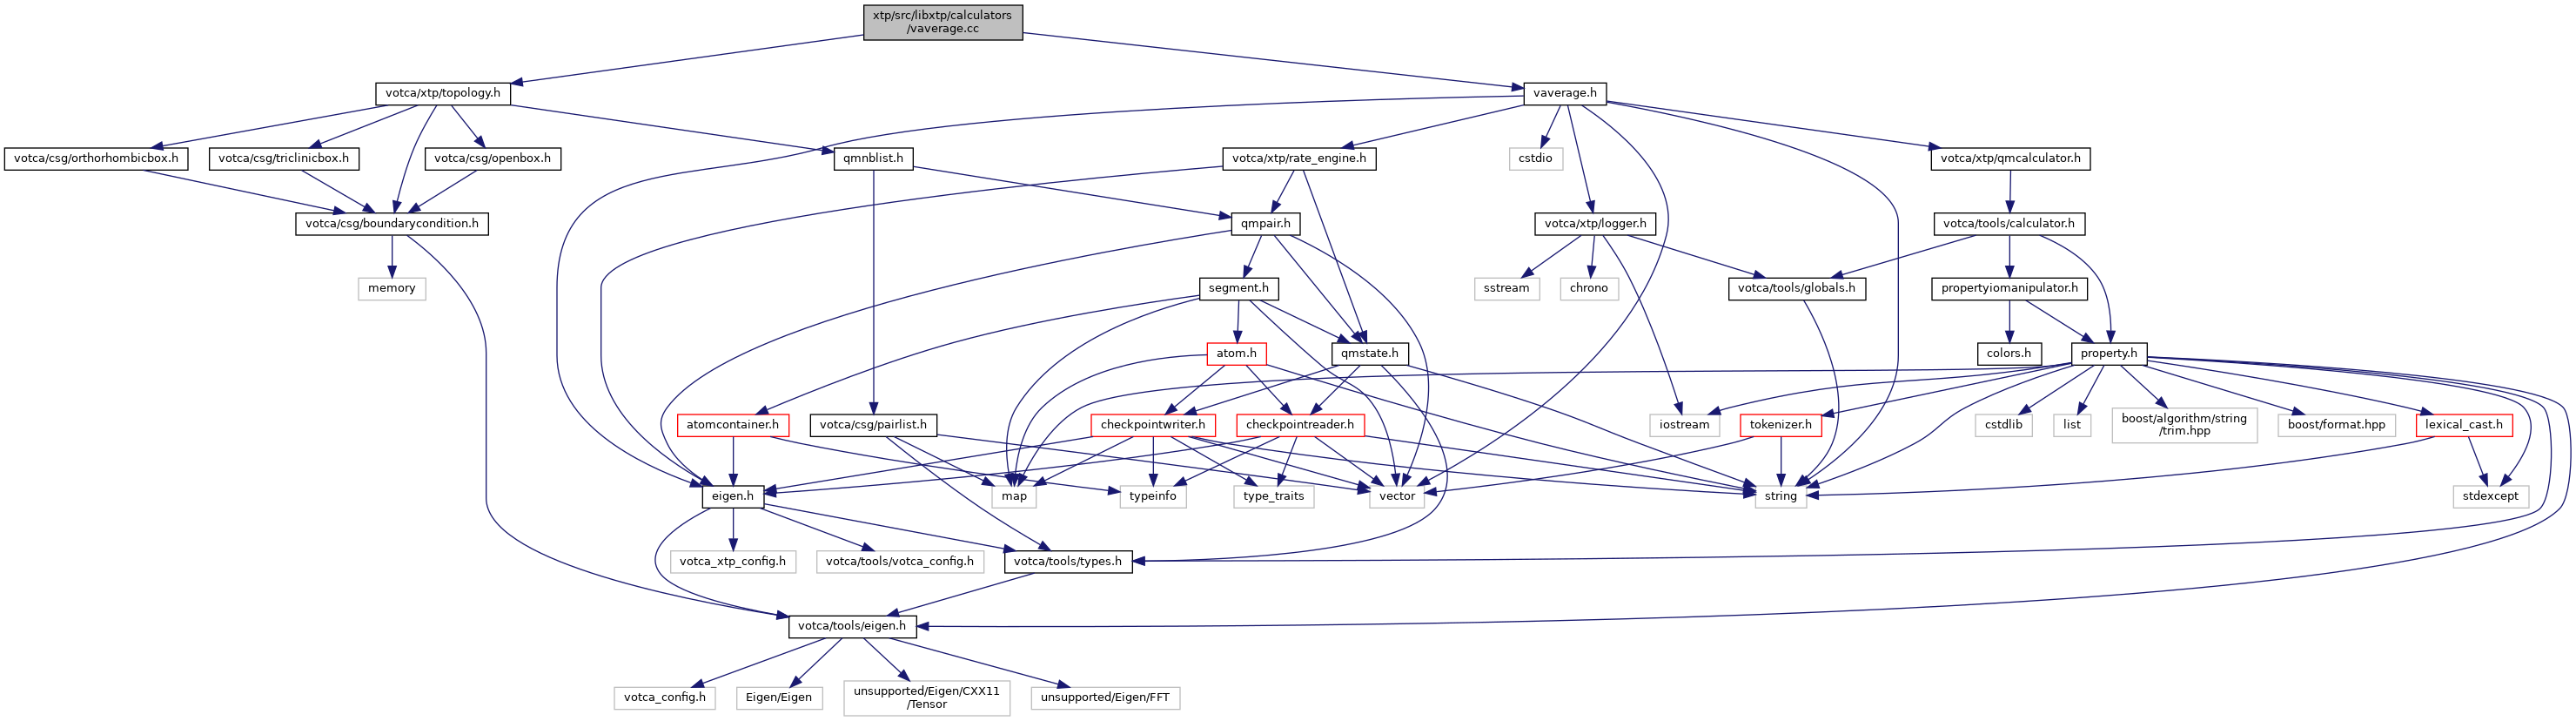 xtp/src/libxtp/calculators
/vaverage.cc
votca/xtp/topology.h
vaverage.h
votca/csg/orthorhombicbox.h
votca/csg/triclinicbox.h
votca/csg/openbox.h
qmnblist.h
votca/xtp/rate_engine.h
cstdio
votca/xtp/qmcalculator.h
votca/csg/boundarycondition.h
qmpair.h
votca/xtp/logger.h
votca/tools/calculator.h
memory
segment.h
sstream
chrono
votca/tools/globals.h
propertyiomanipulator.h
atom.h
qmstate.h
colors.h
property.h
atomcontainer.h
votca/csg/pairlist.h
checkpointwriter.h
checkpointreader.h
iostream
tokenizer.h
cstdlib
list
boost/algorithm/string
/trim.hpp
boost/format.hpp
lexical_cast.h
eigen.h
map
typeinfo
type_traits
vector
string
stdexcept
votca_xtp_config.h
votca/tools/votca_config.h
votca/tools/types.h
votca/tools/eigen.h
votca_config.h
Eigen/Eigen
unsupported/Eigen/CXX11
/Tensor
unsupported/Eigen/FFT